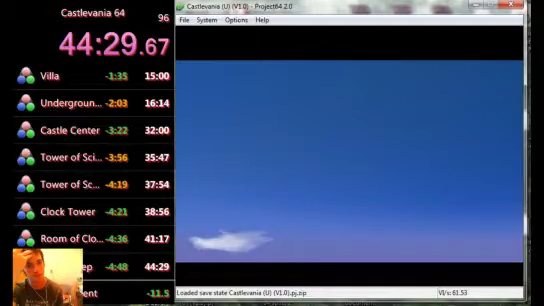 Castlevania 64
96
44:29.67
Villa -1:35 15:00
Undergroun... -2:03 16:14
Castle Center -3:22 32:00
Tower of Sci... -3:56 35:47
Tower of Sc... -4:19 37:54
Clock Tower -4:21 38:56
Room of Clo... -4:36 41:17
ep -4:48 44:29
ent -11.5
Castlevania (U) (V1.0) - Project64 2.0
File System Options Help
Loaded save state Castlevania (U) (V1.0).pj.zip
VI/s: 61.53